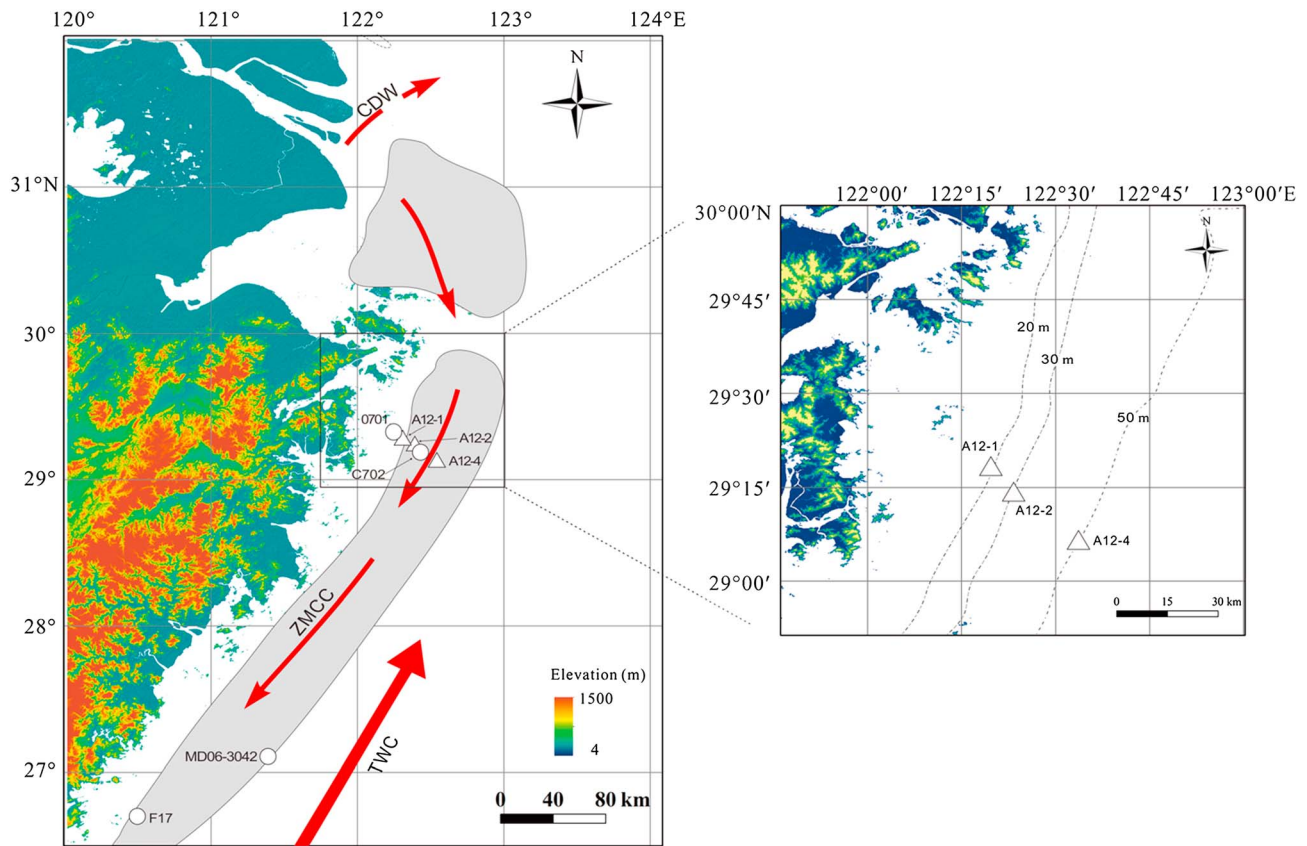 120° 121° 122° 123° 124°E
N
CDW
31°N
30°
0701 A12-1
A12-2
C702 A12-4
29°
28°
ZMCC
Elevation (m)
1500
4
TWC
MD06-3042
27°
F17
0 40 80 km
122°00′ 122°15′ 122°30′ 122°45′ 123°00′E
30°00′N
N
29°45′
20 m
30 m
29°30′
50 m
A12-1
29°15′
A12-2
A12-4
29°00′
0 15 30 km